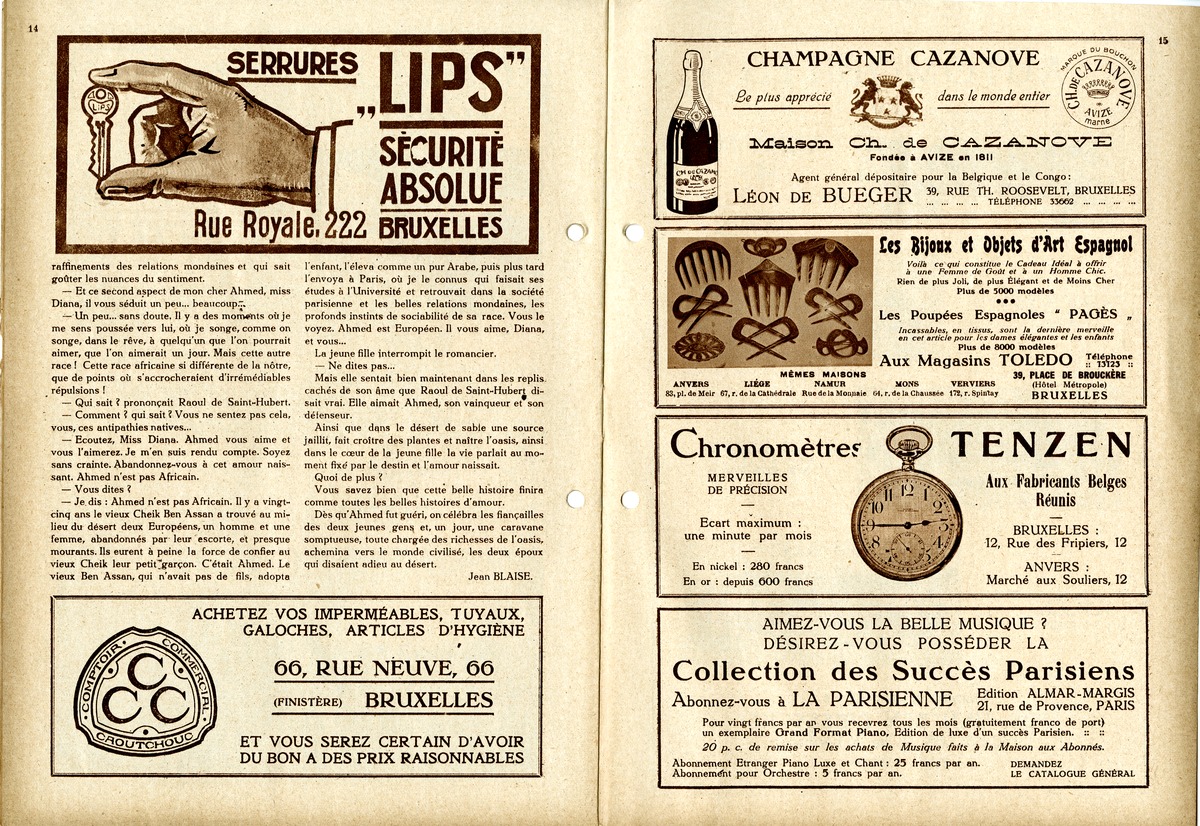 14
SERRURES
„LIPS”
LIPS
SÉCURITÉ
ABSOLUE
Rue Royale, 222 BRUXELLES
raffinements des relations mondaines et qui sait
goûter les nuances du sentiment.
— Et ce second aspect de mon cher Ahmed, miss
Diana, il vous séduit un peu... beaucoup...
— Un peu... sans doute. Il y a des moments où je
me sens poussée vers lui, où je songe, comme on
songe, dans le rêve, à quelqu'un que l'on pourrait
aimer, que l'on aimerait un jour. Mais cette autre
race ! Cette race africaine si différente de la nôtre,
que de points où s'accrocheraient d'irrémédiables
répulsions !
— Qui sait ? prononçait Raoul de Saint-Hubert.
— Comment ? qui sait ? Vous ne sentez pas cela,
vous, ces antipathies natives...
— Ecoutez, Miss Diana. Ahmed vous aime et
vous l'aimerez. Je m'en suis rendu compte. Soyez
sans crainte. Abandonnez-vous à cet amour nais-
sant. Ahmed n'est pas Africain.
— Vous dites ?
— Je dis : Ahmed n'est pas Africain. Il y a vingt-
cinq ans le vieux Cheik Ben Assan a trouvé au mi-
lieu du désert deux Européens, un homme et une
femme, abandonnés par leur escorte, et presque
mourants. Ils eurent à peine la force de confier au
vieux Cheik leur petit garçon. C'était Ahmed. Le
vieux Ben Assan, qui n'avait pas de fils, adopta
l'enfant, l'éleva comme un pur Arabe, puis plus tard
l'envoya à Paris, où je le connus qui faisait ses
études à l'Université et retrouvait dans la société
parisienne et les belles relations mondaines, les
profonds instincts de sociabilité de sa race. Vous le
voyez. Ahmed est Européen. Il vous aime, Diana,
et vous...
La jeune fille interrompit le romancier.
— Ne dites pas...
Mais elle sentait bien maintenant dans les replis
cachés de son âme que Raoul de Saint-Hubert di-
sait vrai. Elle aimait Ahmed, son vainqueur et son
défenseur.
Ainsi que dans le désert de sable une source
jaillit, fait croître des plantes et naître l'oasis, ainsi
dans le cœur de la jeune fille la vie parlait au mo-
ment fixé par le destin et l'amour naissait.
Quoi de plus ?
Vous savez bien que cette belle histoire finira
comme toutes les belles histoires d'amour.
Dès qu'Ahmed fut guéri, on célébra les fiançailles
des deux jeunes gens et, un jour, une caravane
somptueuse, toute chargée des richesses de l'oasis,
achemina vers le monde civilisé, les deux époux
qui disaient adieu au désert.
Jean BLAISE.
ACHETEZ VOS IMPERMÉABLES, TUYAUX,
GALOCHES, ARTICLES D'HYGIÈNE
COMPTOIR COMMERCIAL
CAOUTCHOUC
C
C C
66, RUE NEUVE, 66
(FINISTÈRE) BRUXELLES
ET VOUS SEREZ CERTAIN D'AVOIR
DU BON A DES PRIX RAISONNABLES
15
CHAMPAGNE CAZANOVE
Le plus apprécié dans le monde entier
MARQUE DU BOUCHON
CH. DE CAZANOVE
AVIZE
marne
Maison Ch. de CAZANOVE
Fondée à AVIZE en 1811
CH DE CAZANO
Agent général dépositaire pour la Belgique et le Congo:
LÉON DE BUEGER 39, RUE TH. ROOSEVELT, BRUXELLES
... ... ... ... TÉLÉPHONE 33662 ... ... ... ...
Les Bijoux et Objets d'Art Espagnol
Voilà ce qui constitue le Cadeau Idéal à offrir
à une Femme de Goût et à un Homme Chic.
Rien de plus Joli, de plus Élégant et de Moins Cher
Plus de 5000 modèles
•••
Les Poupées Espagnoles “ PAGÈS „
Incassables, en tissus, sont la dernière merveille
en cet article pour les dames élégantes et les enfants
Plus de 8000 modèles
Aux Magasins TOLEDO Téléphone
:: 13123 ::
39, PLACE DE BROUCKÈRE
(Hôtel Métropole)
BRUXELLES
MÊMES MAISONS
ANVERS LIÉGE NAMUR MONS VERVIERS
83, pl. de Meir 67, r. de la Cathédrale Rue de la Monnaie 64, r. de la Chaussée 172, r. Spintay
Chronomètres TENZEN
MERVEILLES
DE PRÉCISION
Ecart maximum :
une minute par mois
En nickel : 280 francs
En or : depuis 600 francs
Aux Fabricants Belges
Réunis
BRUXELLES :
12, Rue des Fripiers, 12
ANVERS :
Marché aux Souliers, 12
AIMEZ-VOUS LA BELLE MUSIQUE ?
DÉSIREZ-VOUS POSSÉDER LA
Collection des Succès Parisiens
Abonnez-vous à LA PARISIENNE Edition ALMAR-MARGIS
21, rue de Provence, PARIS
Pour vingt francs par an vous recevrez tous les mois (gratuitement franco de port)
un exemplaire Grand Format Piano, Edition de luxe d'un succès Parisien. :: ::
20 p. c. de remise sur les achats de Musique faits à la Maison aux Abonnés.
Abonnement Etranger Piano Luxe et Chant : 25 francs par an. DEMANDEZ
Abonnement pour Orchestre : 5 francs par an. LE CATALOGUE GÉNÉRAL